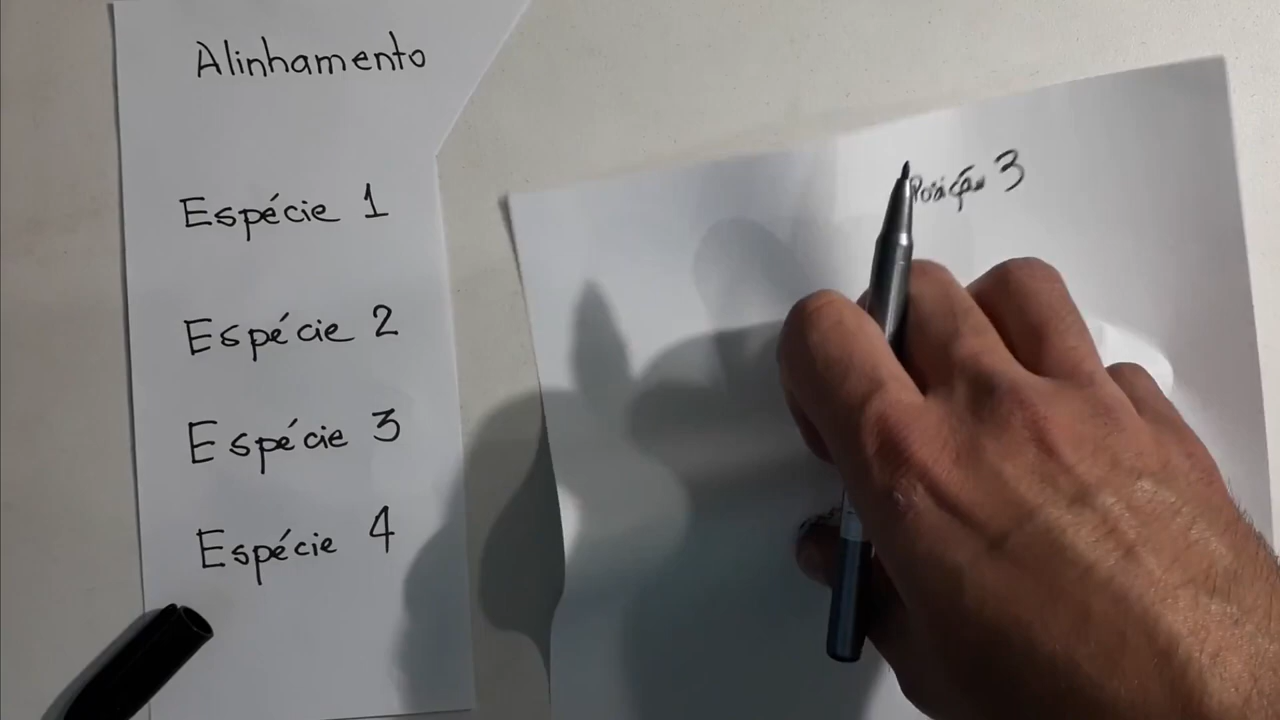 Alinhamento
Espécie 1
Espécie 2
Espécie 3
Espécie 4
Posição 3